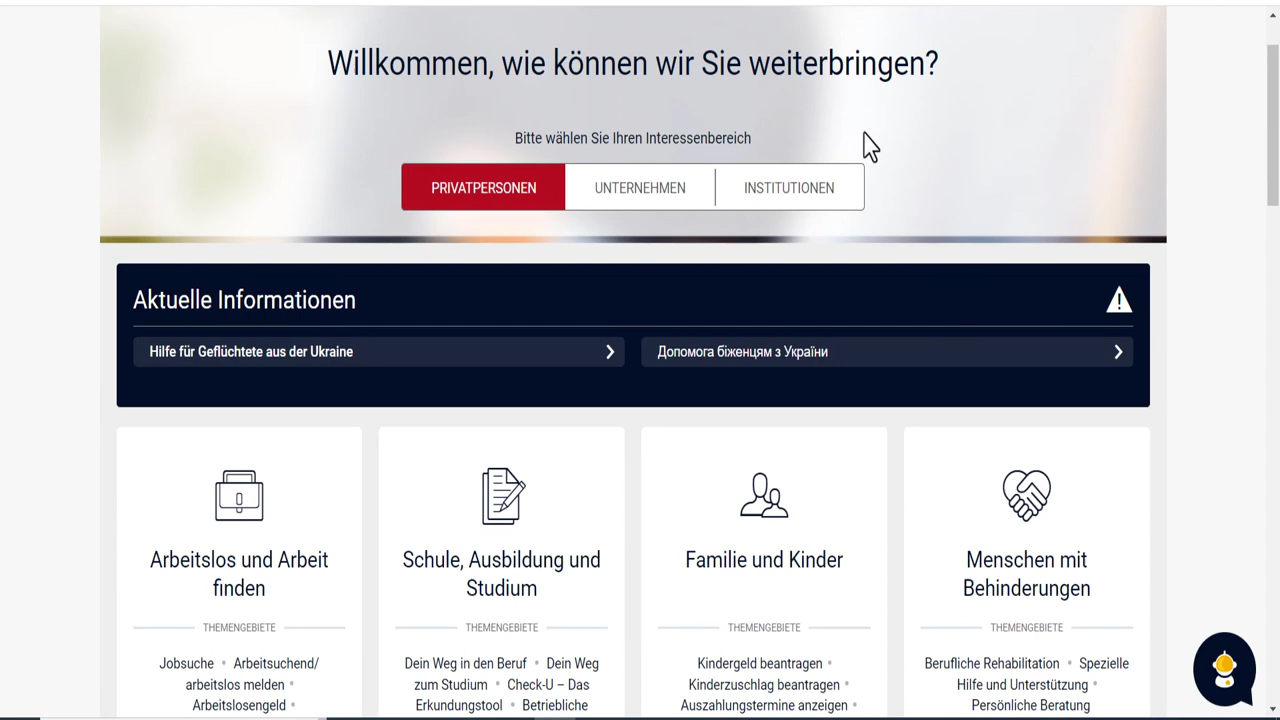 Willkommen, wie können wir Sie weiterbringen?
Bitte wählen Sie Ihren Interessenbereich
PRIVATPERSONEN
UNTERNEHMEN
INSTITUTIONEN
Aktuelle Informationen
Hilfe für Geflüchtete aus der Ukraine
Допомога біженцям з України
Arbeitslos und Arbeit
finden
THEMENGEBIETE
Jobsuche • Arbeitsuchend/
arbeitslos melden •
Arbeitslosengeld •
Schule, Ausbildung und
Studium
THEMENGEBIETE
Dein Weg in den Beruf • Dein Weg
zum Studium • Check-U – Das
Erkundungstool • Betriebliche
Familie und Kinder
THEMENGEBIETE
Kindergeld beantragen •
Kinderzuschlag beantragen •
Auszahlungstermine anzeigen •
Menschen mit
Behinderungen
THEMENGEBIETE
Berufliche Rehabilitation • Spezielle
Hilfe und Unterstützung •
Persönliche Beratung